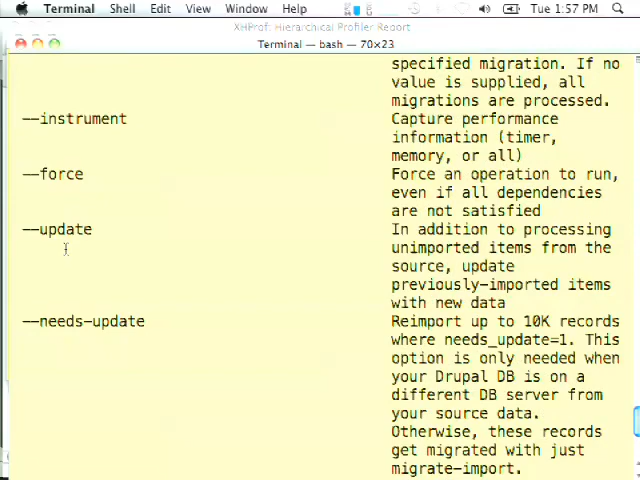 Terminal Shell Edit View Window Help Tue 1:57 PM
XHProf: Hierarchical Profiler Report
Terminal — bash — 70×23
specified migration. If no
value is supplied, all
migrations are processed.
--instrument Capture performance
information (timer,
memory, or all)
--force Force an operation to run,
even if all dependencies
are not satisfied
--update In addition to processing
unimported items from the
source, update
previously-imported items
with new data
--needs-update Reimport up to 10K records
where needs_update=1. This
option is only needed when
your Drupal DB is on a
different DB server from
your source data.
Otherwise, these records
get migrated with just
migrate-import.